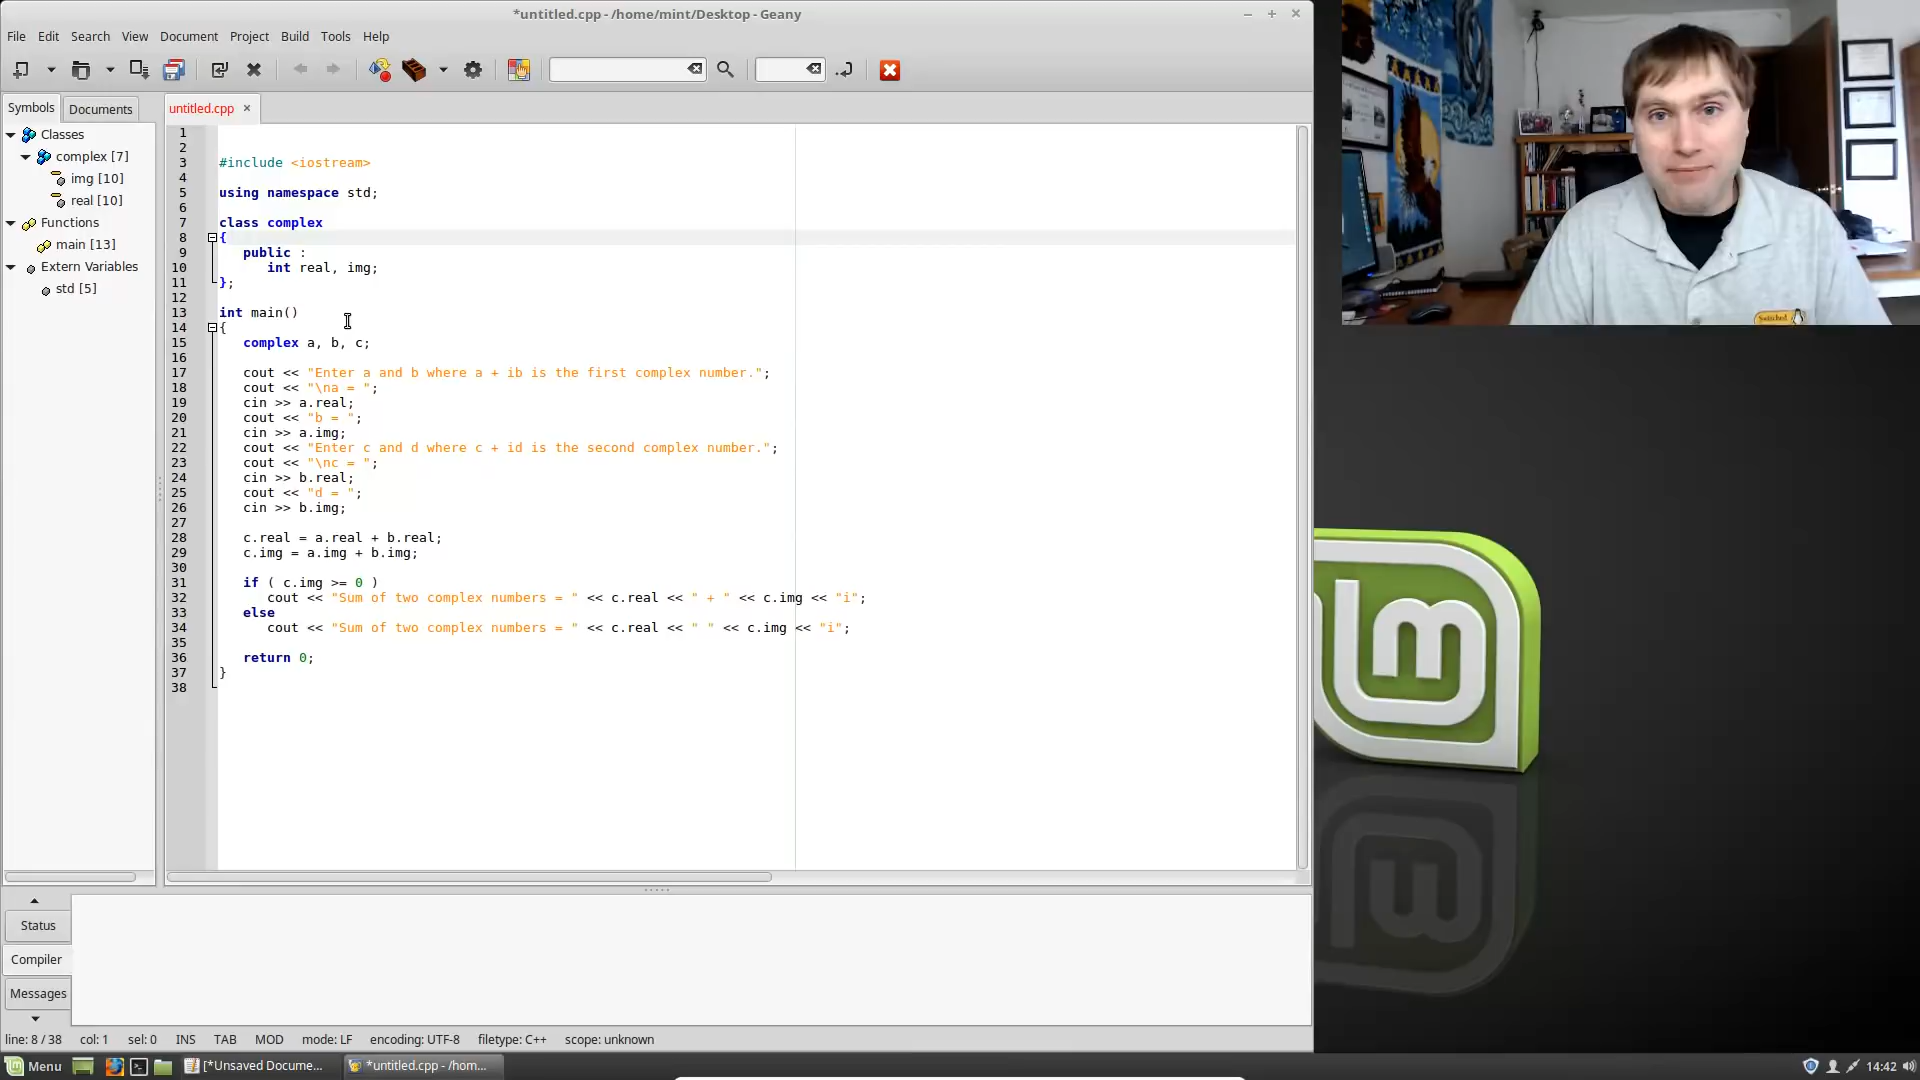 *untitled.cpp - /home/mint/Desktop - Geany
File Edit Search View Document Project Build Tools Help
Symbols Documents
untitled.cpp
Classes
complex [7]
img [10]
real [10]
Functions
main [13]
Extern Variables
std [5]
1
2
3 #include <iostream>
4
5 using namespace std;
6
7 class complex
8 {
9 public :
10 int real, img;
11 };
12
13 int main()
14 {
15 complex a, b, c;
16
17 cout << "Enter a and b where a + ib is the first complex number.";
18 cout << "\na = ";
19 cin >> a.real;
20 cout << "b = ";
21 cin >> a.img;
22 cout << "Enter c and d where c + id is the second complex number.";
23 cout << "\nc = ";
24 cin >> b.real;
25 cout << "d = ";
26 cin >> b.img;
27
28 c.real = a.real + b.real;
29 c.img = a.img + b.img;
30
31 if ( c.img >= 0 )
32 cout << "Sum of two complex numbers = " << c.real << " + " << c.img << "i";
33 else
34 cout << "Sum of two complex numbers = " << c.real << " " << c.img << "i";
35
36 return 0;
37 }
38
Status
Compiler
Messages
line: 8 / 38 col: 1 sel: 0 INS TAB MOD mode: LF encoding: UTF-8 filetype: C++ scope: unknown
Menu [*Unsaved Docume... *untitled.cpp - /hom... 14:42